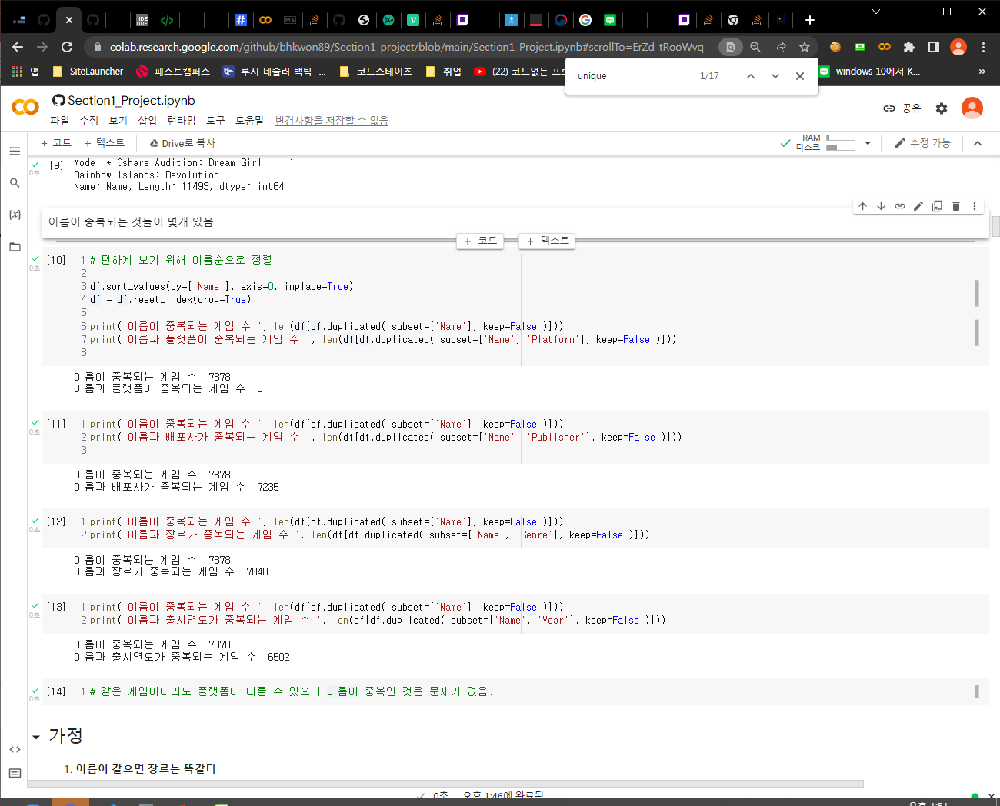 colab.research.google.com/github/bhkwon89/Section1_project/blob/main/Section1_Project.ipynb#scrollTo=ErZd-tRooWvq
앱 SiteLauncher 패스트캠퍼스 루시 데슬러 택틱 -... 코드스테이츠 취업 (22) 코드없는 프로 windows 10에서 K... »
unique 1/17
Section1_Project.ipynb
파일 수정 보기 삽입 런타임 도구 도움말 변경사항을 저장할 수 없음
공유
+ 코드 + 텍스트 Drive로 복사
RAM
디스크
수정 가능
[9] Model * Oshare Audition: Dream Girl 1
0초
Rainbow Islands: Revolution 1
Name: Name, Length: 11493, dtype: int64
{x}
이름이 중복되는 것들이 몇개 있음
+ 코드 + 텍스트
[10] 1 # 편하게 보기 위해 이름순으로 정렬
0초
2
3 df.sort_values(by=['Name'], axis=0, inplace=True)
4 df = df.reset_index(drop=True)
5
6 print('이름이 중복되는 게임 수 ', len(df[df.duplicated( subset=['Name'], keep=False )]))
7 print('이름과 플랫폼이 중복되는 게임 수 ', len(df[df.duplicated( subset=['Name', 'Platform'], keep=False )]))
8
이름이 중복되는 게임 수 7878
이름과 플랫폼이 중복되는 게임 수 8
[11] 1 print('이름이 중복되는 게임 수 ', len(df[df.duplicated( subset=['Name'], keep=False )]))
0초
2 print('이름과 배포사가 중복되는 게임 수 ', len(df[df.duplicated( subset=['Name', 'Publisher'], keep=False )]))
3
이름이 중복되는 게임 수 7878
이름과 배포사가 중복되는 게임 수 7235
[12] 1 print('이름이 중복되는 게임 수 ', len(df[df.duplicated( subset=['Name'], keep=False )]))
0초
2 print('이름과 장르가 중복되는 게임 수 ', len(df[df.duplicated( subset=['Name', 'Genre'], keep=False )]))
이름이 중복되는 게임 수 7878
이름과 장르가 중복되는 게임 수 7848
[13] 1 print('이름이 중복되는 게임 수 ', len(df[df.duplicated( subset=['Name'], keep=False )]))
0초
2 print('이름과 출시연도가 중복되는 게임 수 ', len(df[df.duplicated( subset=['Name', 'Year'], keep=False )]))
이름이 중복되는 게임 수 7878
이름과 출시연도가 중복되는 게임 수 6502
[14] 1 # 같은 게임이더라도 플랫폼이 다를 수 있으니 이름이 중복인 것은 문제가 없음.
0초
가정
1. 이름이 같으면 장르는 똑같다
0초 오후 1:46에 완료됨
오후 1:51